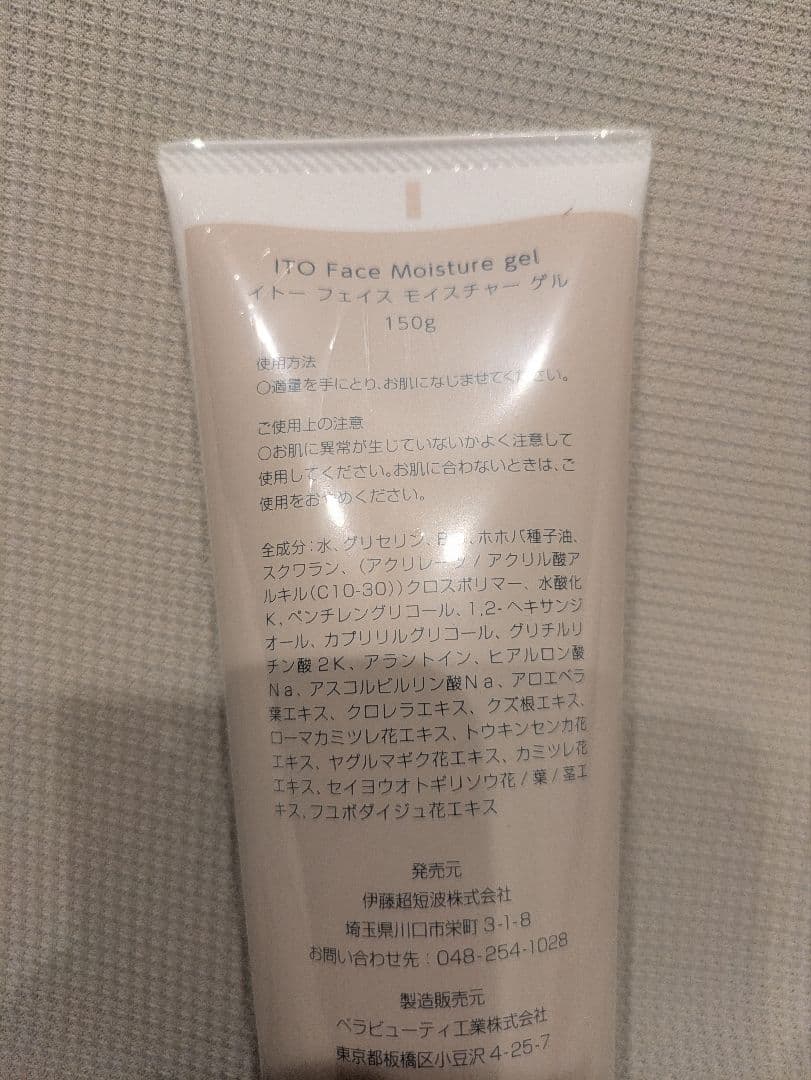 ITO Face Moisture gel
イトー フェイス モイスチャー ゲル
150g
使用方法
○適量を手にとり、お肌になじませてください。
ご使用上の注意
○お肌に異常が生じていないかよく注意して
使用してください。お肌に合わないときは、ご
使用をおやめください。
全成分：水、グリセリン、ホホバ種子油、
スクワラン、（アクリレーツ/アクリル酸ア
ルキル（C10-30））クロスポリマー、水酸化
K、ペンチレングリコール、1,2-ヘキサンジ
オール、カプリリルグリコール、グリチルリ
チン酸2K、アラントイン、ヒアルロン酸
Na、アスコルビルリン酸Na、アロエベラ
葉エキス、クロレラエキス、クズ根エキス、
ローマカミツレ花エキス、トウキンセンカ花
エキス、ヤグルマギク花エキス、カミツレ花
エキス、セイヨウオトギリソウ花/葉/茎エ
キス、フユボダイジュ花エキス
発売元
伊藤超短波株式会社
埼玉県川口市栄町3-1-8
お問い合わせ先：048-254-1028
製造販売元
ベラビューティ工業株式会社
東京都板橋区小豆沢4-25-7